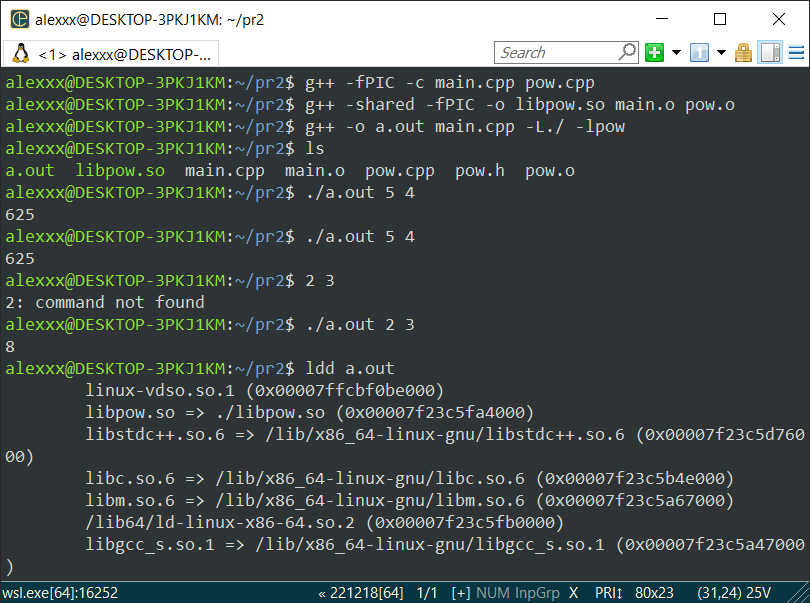 alexxx@DESKTOP-3PKJ1KM: ~/pr2
<1> alexxx@DESKTOP-...
Search
alexxx@DESKTOP-3PKJ1KM:~/pr2$ g++ -fPIC -c main.cpp pow.cpp
alexxx@DESKTOP-3PKJ1KM:~/pr2$ g++ -shared -fPIC -o libpow.so main.o pow.o
alexxx@DESKTOP-3PKJ1KM:~/pr2$ g++ -o a.out main.cpp -L./ -lpow
alexxx@DESKTOP-3PKJ1KM:~/pr2$ ls
a.out  libpow.so  main.cpp  main.o  pow.cpp  pow.h  pow.o
alexxx@DESKTOP-3PKJ1KM:~/pr2$ ./a.out 5 4
625
alexxx@DESKTOP-3PKJ1KM:~/pr2$ ./a.out 5 4
625
alexxx@DESKTOP-3PKJ1KM:~/pr2$ 2 3
2: command not found
alexxx@DESKTOP-3PKJ1KM:~/pr2$ ./a.out 2 3
8
alexxx@DESKTOP-3PKJ1KM:~/pr2$ ldd a.out
linux-vdso.so.1 (0x00007ffcbf0be000)
libpow.so => ./libpow.so (0x00007f23c5fa4000)
libstdc++.so.6 => /lib/x86_64-linux-gnu/libstdc++.so.6 (0x00007f23c5d760
00)
libc.so.6 => /lib/x86_64-linux-gnu/libc.so.6 (0x00007f23c5b4e000)
libm.so.6 => /lib/x86_64-linux-gnu/libm.so.6 (0x00007f23c5a67000)
/lib64/ld-linux-x86-64.so.2 (0x00007f23c5fb0000)
libgcc_s.so.1 => /lib/x86_64-linux-gnu/libgcc_s.so.1 (0x00007f23c5a47000
)
wsl.exe[64]:16252 « 221218[64] 1/1 [+] NUM InpGrp X PRI↕ 80x23 (31,24) 25V